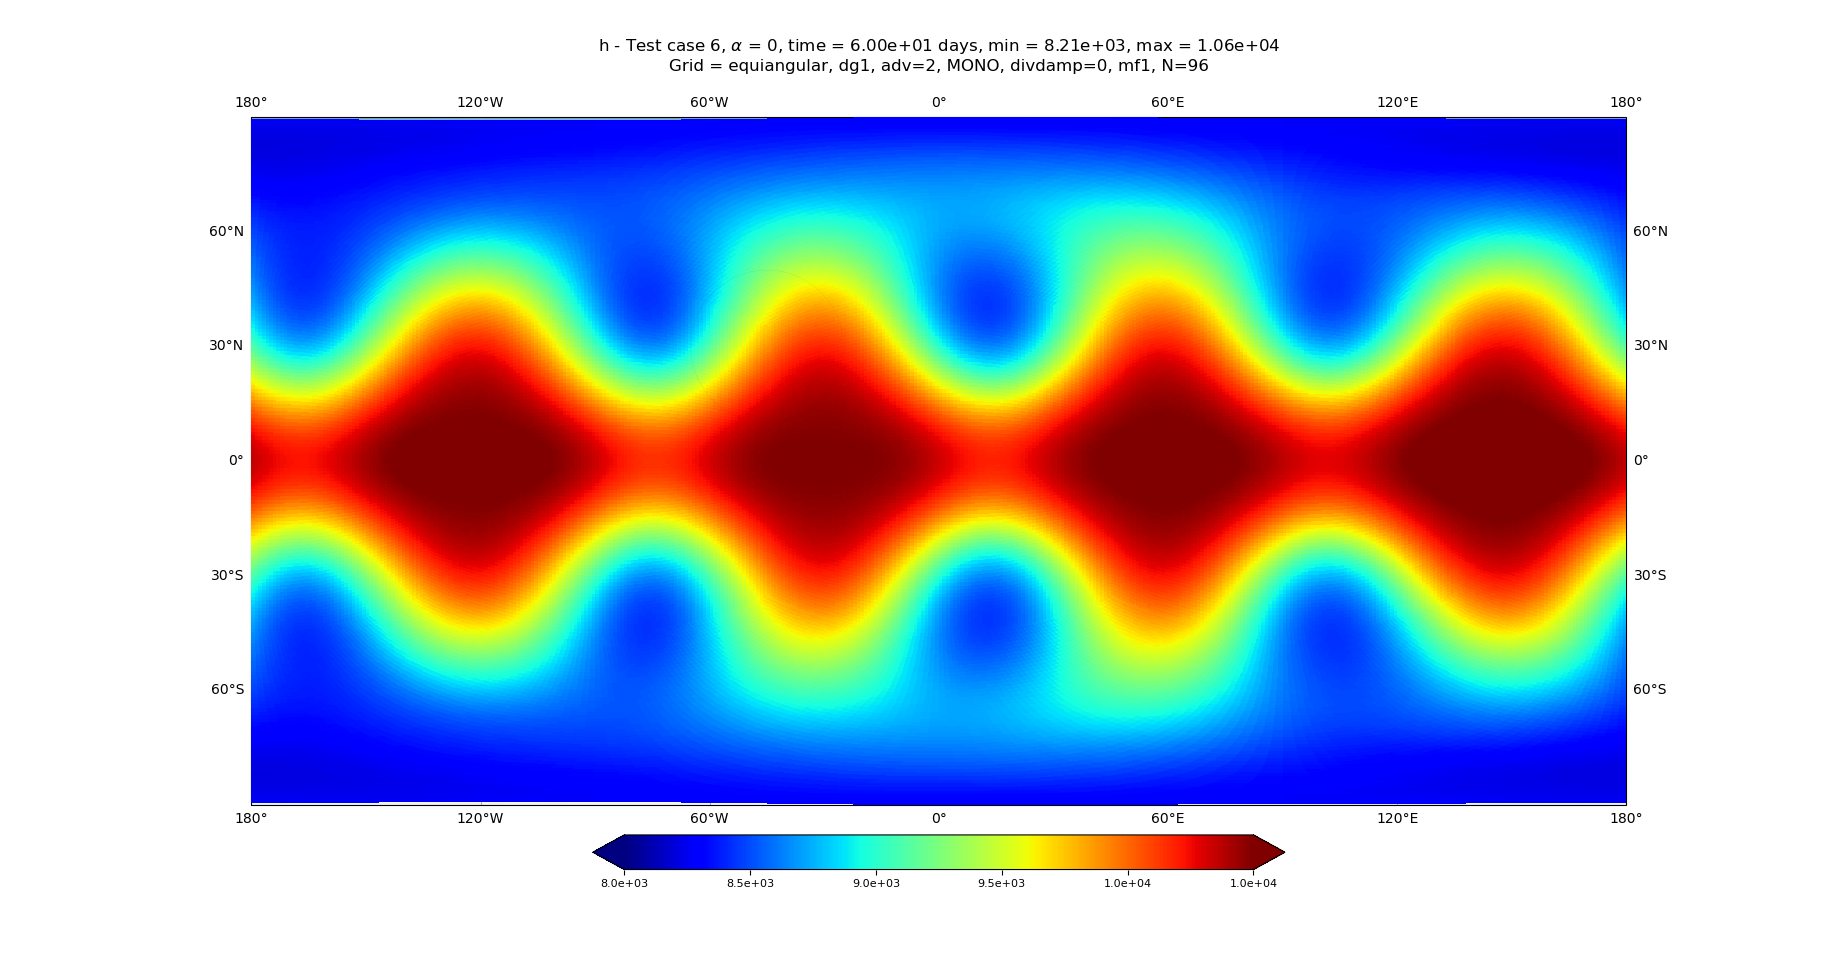 h - Test case 6, α = 0, time = 6.00e+01 days, min = 8.21e+03, max = 1.06e+04
Grid = equiangular, dg1, adv=2, MONO, divdamp=0, mf1, N=96
180° 120°W 60°W 0° 60°E 120°E 180°
60°N 60°N
30°N 30°N
0° 0°
30°S 30°S
60°S 60°S
180° 120°W 60°W 0° 60°E 120°E 180°
8.0e+03 8.5e+03 9.0e+03 9.5e+03 1.0e+04 1.0e+04